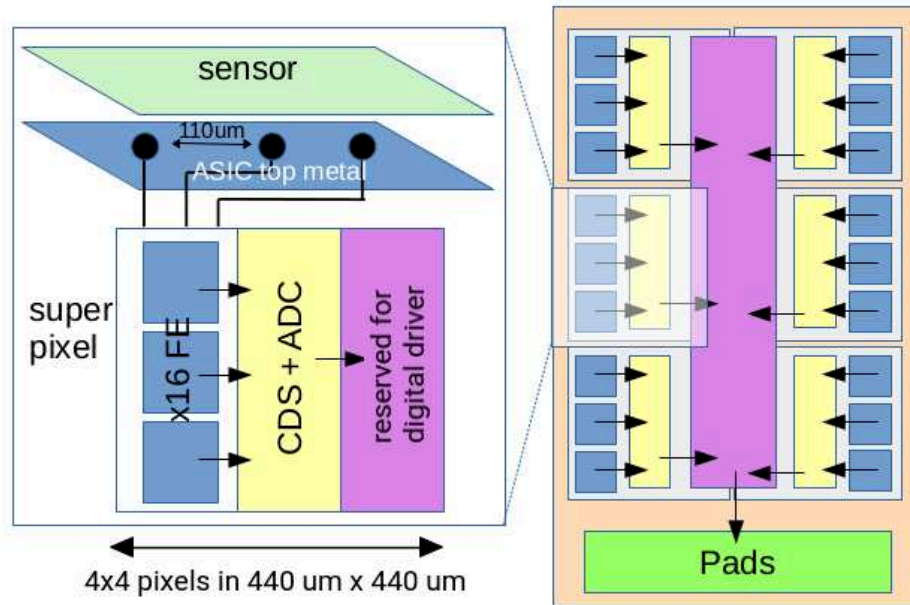 sensor
110um
ASIC top metal
super
pixel
x16 FE
CDS + ADC
reserved for
digital driver
4x4 pixels in 440 um x 440 um
Pads